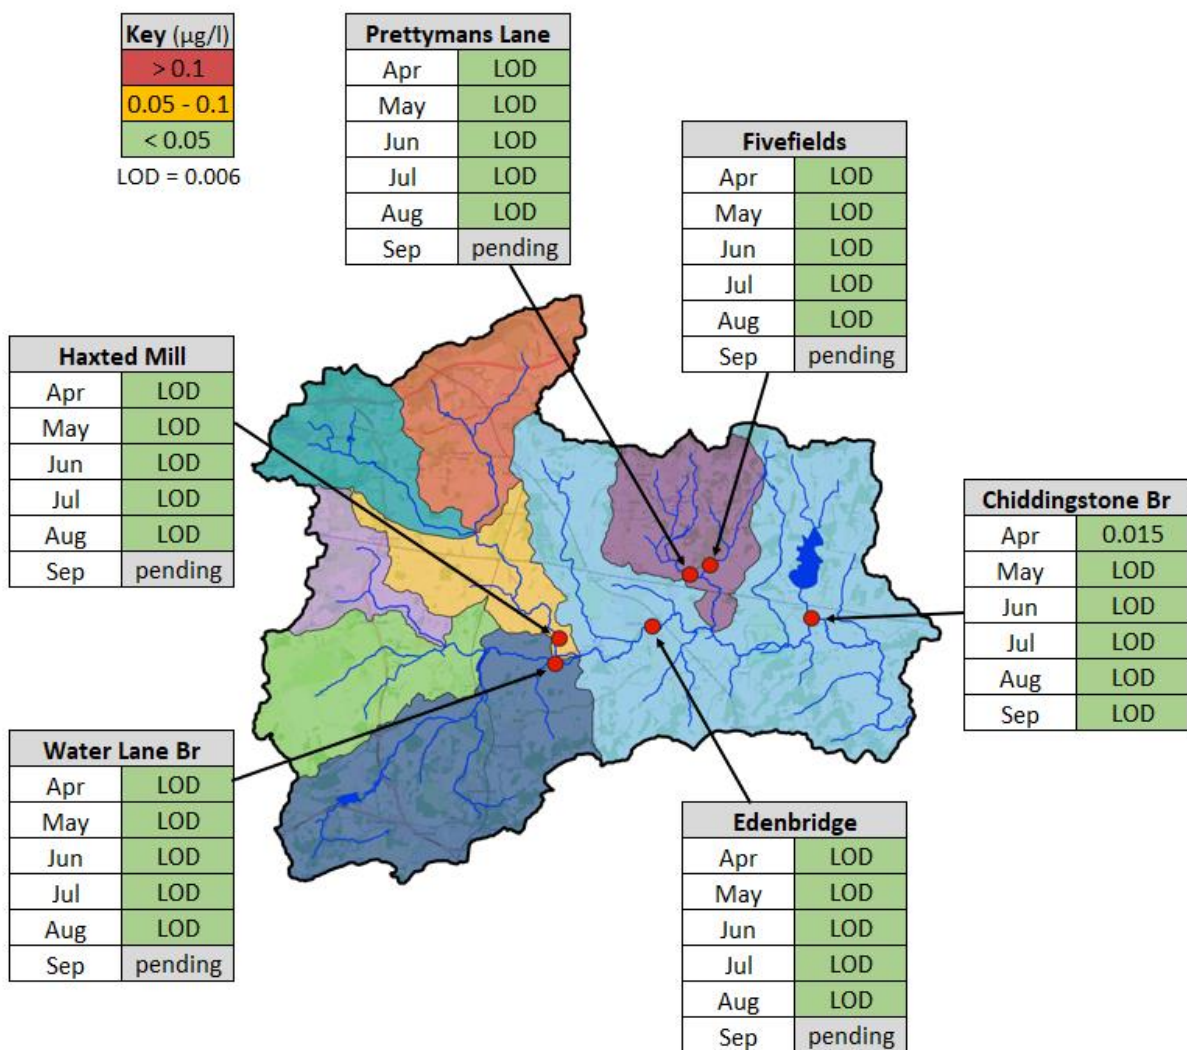 Key (µg/l)
> 0.1
0.05 - 0.1
< 0.05
LOD = 0.006
Prettymans Lane
Apr LOD
May LOD
Jun LOD
Jul LOD
Aug LOD
Sep pending
Fivefields
Apr LOD
May LOD
Jun LOD
Jul LOD
Aug LOD
Sep pending
Haxted Mill
Apr LOD
May LOD
Jun LOD
Jul LOD
Aug LOD
Sep pending
Chiddingstone Br
Apr 0.015
May LOD
Jun LOD
Jul LOD
Aug LOD
Sep LOD
Water Lane Br
Apr LOD
May LOD
Jun LOD
Jul LOD
Aug LOD
Sep pending
Edenbridge
Apr LOD
May LOD
Jun LOD
Jul LOD
Aug LOD
Sep pending